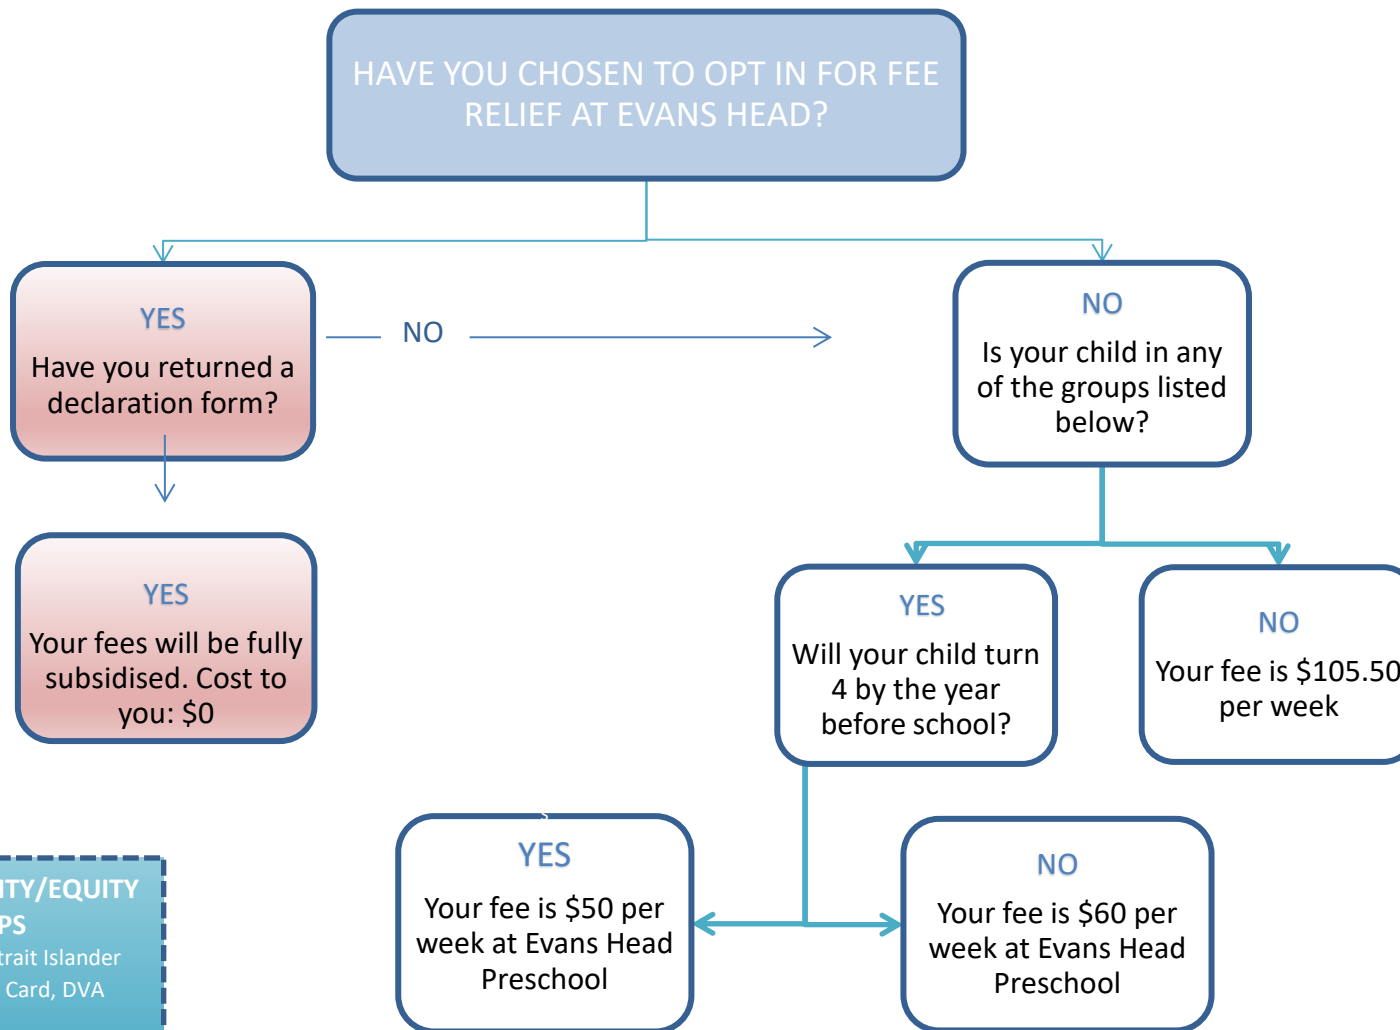 HAVE YOU CHOSEN TO OPT IN FOR FEE
RELIEF AT EVANS HEAD?
YES
Have you returned a
declaration form?
NO
NO
Is your child in any
of the groups listed
below?
YES
Your fees will be fully
subsidised. Cost to
you: $0
YES
Will your child turn
4 by the year
before school?
NO
Your fee is $105.50
per week
YES
Your fee is $50 per
week at Evans Head
Preschool
NO
Your fee is $60 per
week at Evans Head
Preschool
ITY/EQUITY
PS
trait Islander
Card, DVA